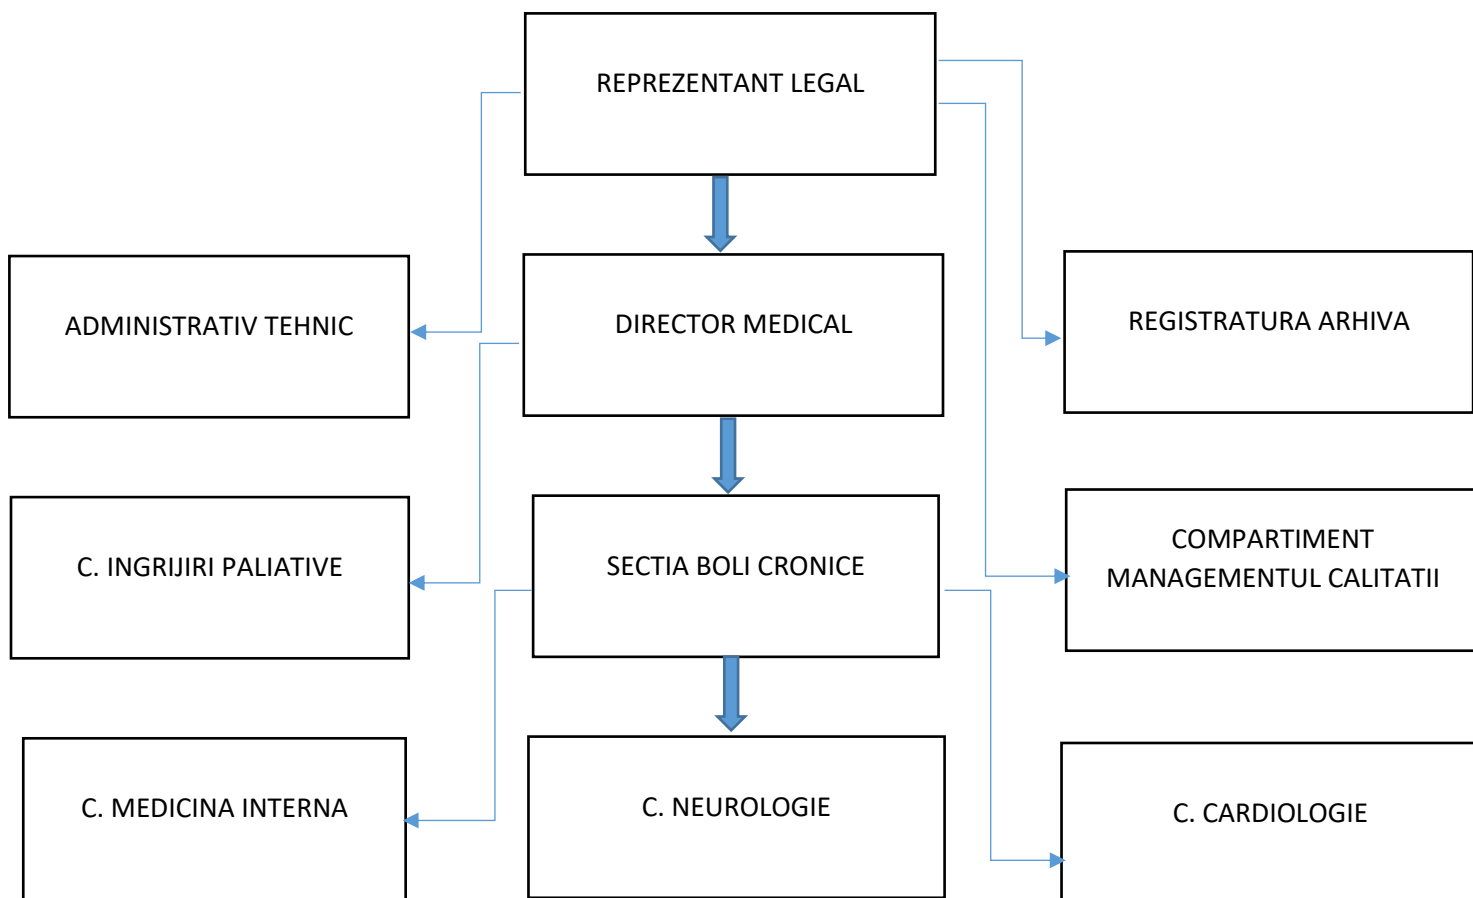 REPREZENTANT LEGAL
ADMINISTRATIV TEHNIC
DIRECTOR MEDICAL
REGISTRATURA ARHIVA
C. INGRIJIRI PALIATIVE
SECTIA BOLI CRONICE
COMPARTIMENT
MANAGEMENTUL CALITATII
C. MEDICINA INTERNA
C. NEUROLOGIE
C. CARDIOLOGIE